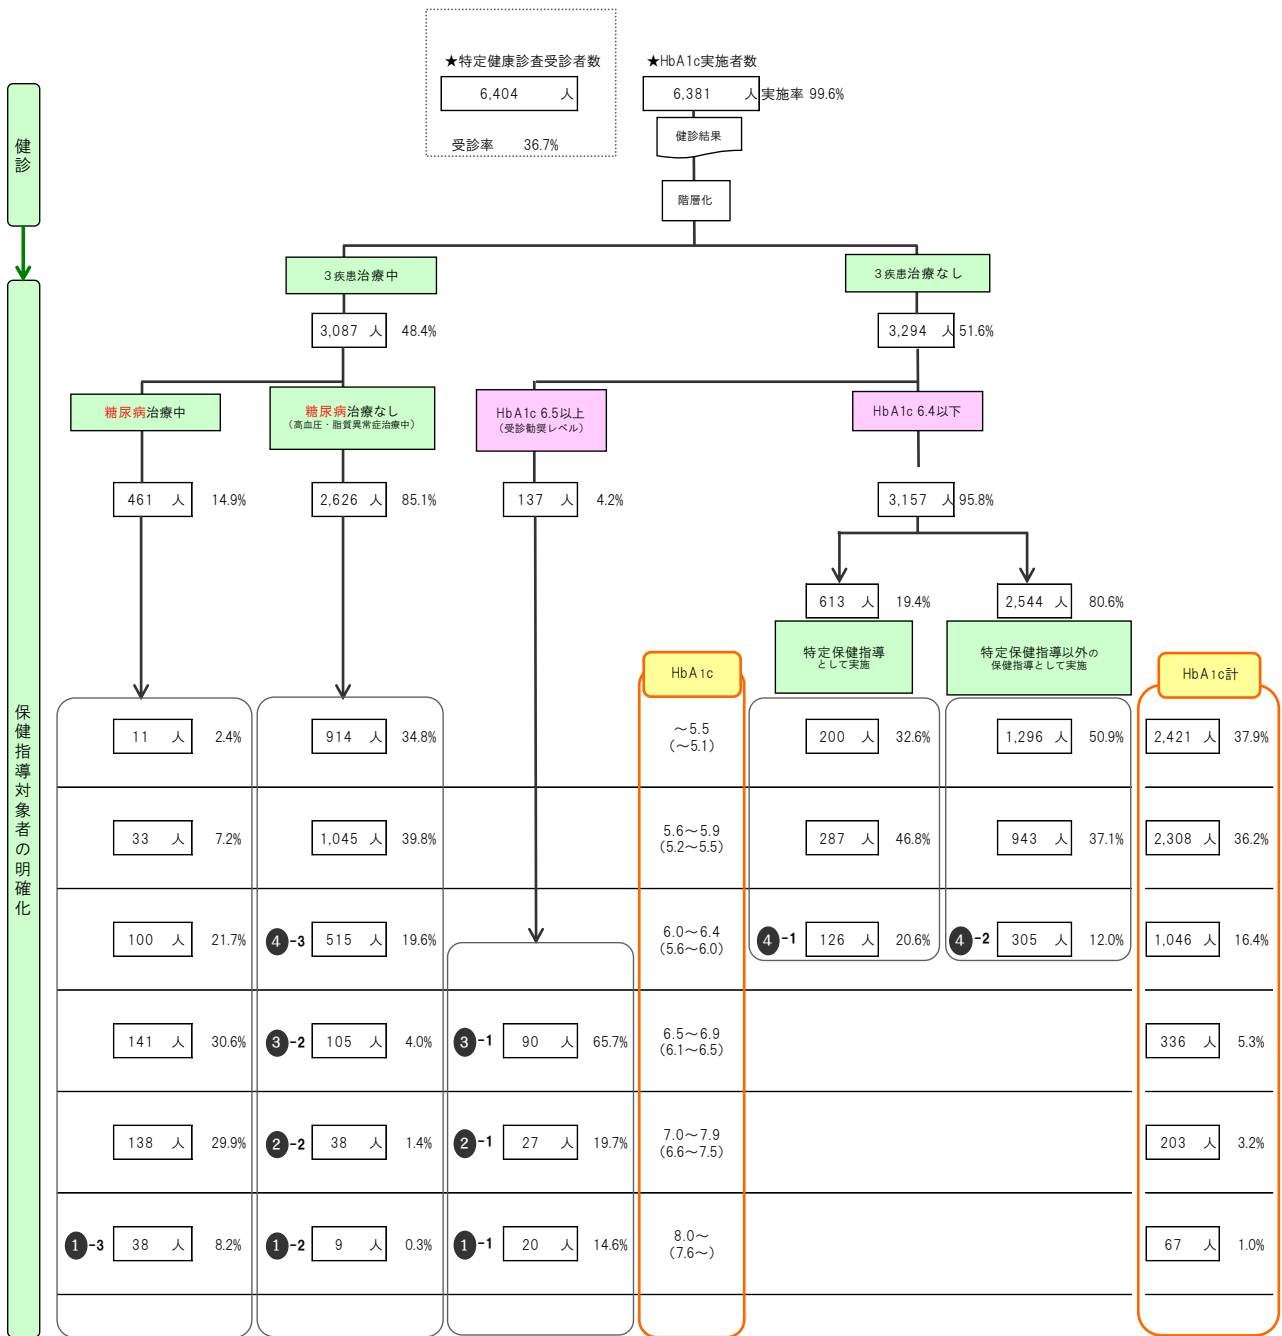 ★特定健康診査受診者数
6,404 人
受診率 36.7%
★HbA1c実施者数
6,381 人 実施率 99.6%
健診結果
階層化
健診
3疾患治療中
3疾患治療なし
3,087 人 48.4%
3,294 人 51.6%
糖尿病治療中
糖尿病治療なし
（高血圧・脂質異常症治療中）
HbA1c 6.5以上
（受診勧奨レベル）
HbA1c 6.4以下
461 人 14.9%
2,626 人 85.1%
137 人 4.2%
3,157 人 95.8%
613 人 19.4%
2,544 人 80.6%
特定保健指導
として実施
特定保健指導以外の
保健指導として実施
HbA1c
HbA1c計
保健指導対象者の明確化
11 人 2.4%
914 人 34.8%
～5.5
（～5.1）
200 人 32.6%
1,296 人 50.9%
2,421 人 37.9%
33 人 7.2%
1,045 人 39.8%
5.6～5.9
（5.2～5.5）
287 人 46.8%
943 人 37.1%
2,308 人 36.2%
100 人 21.7%
❹-3 515 人 19.6%
6.0～6.4
（5.6～6.0）
❹-1 126 人 20.6%
❹-2 305 人 12.0%
1,046 人 16.4%
141 人 30.6%
❸-2 105 人 4.0%
❸-1 90 人 65.7%
6.5～6.9
（6.1～6.5）
336 人 5.3%
138 人 29.9%
❷-2 38 人 1.4%
❷-1 27 人 19.7%
7.0～7.9
（6.6～7.5）
203 人 3.2%
❶-3 38 人 8.2%
❶-2 9 人 0.3%
❶-1 20 人 14.6%
8.0～
（7.6～）
67 人 1.0%